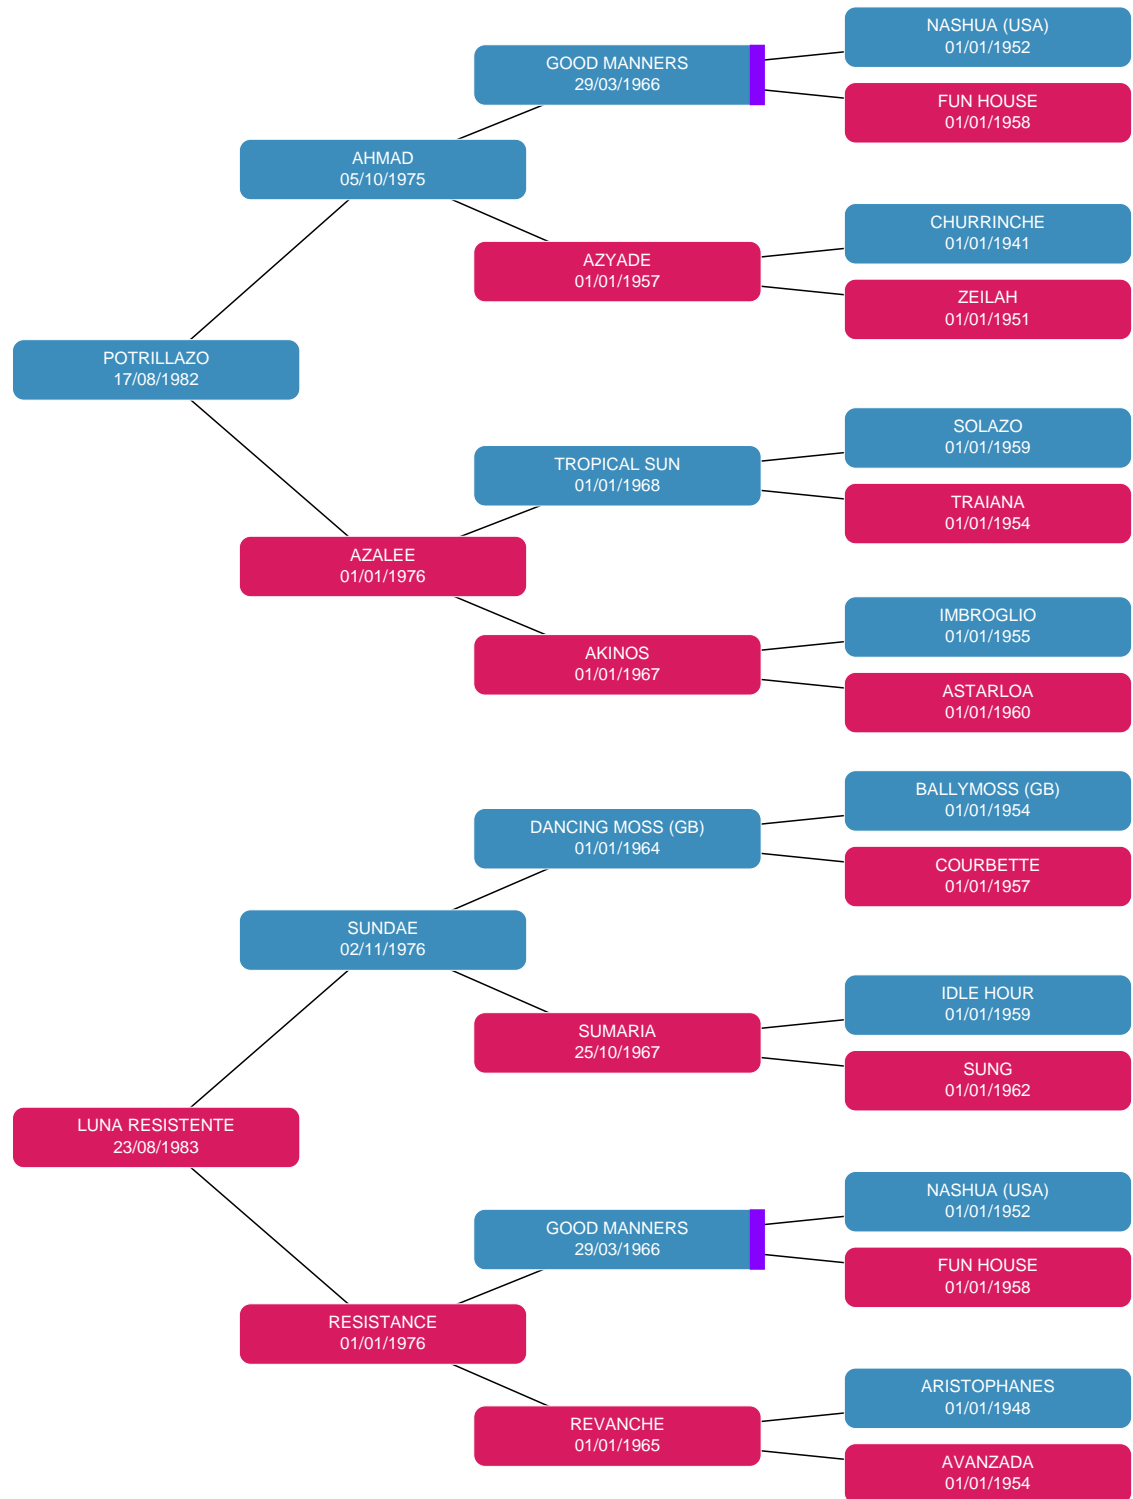 NASHUA (USA)
01/01/1952
GOOD MANNERS
29/03/1966
FUN HOUSE
01/01/1958
AHMAD
05/10/1975
CHURRINCHE
01/01/1941
AZYADE
01/01/1957
ZEILAH
01/01/1951
POTRILLAZO
17/08/1982
SOLAZO
01/01/1959
TROPICAL SUN
01/01/1968
TRAIANA
01/01/1954
AZALEE
01/01/1976
IMBROGLIO
01/01/1955
AKINOS
01/01/1967
ASTARLOA
01/01/1960
BALLYMOSS (GB)
01/01/1954
DANCING MOSS (GB)
01/01/1964
COURBETTE
01/01/1957
SUNDAE
02/11/1976
IDLE HOUR
01/01/1959
SUMARIA
25/10/1967
SUNG
01/01/1962
LUNA RESISTENTE
23/08/1983
NASHUA (USA)
01/01/1952
GOOD MANNERS
29/03/1966
FUN HOUSE
01/01/1958
RESISTANCE
01/01/1976
ARISTOPHANES
01/01/1948
REVANCHE
01/01/1965
AVANZADA
01/01/1954